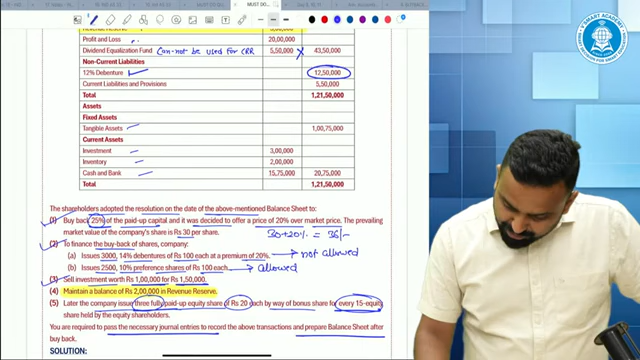 V SMART ACADEMY
Profit and Loss 20,00,000
Dividend Equalization Fund Can-not be used for CRR 5,50,000 X 43,50,000
Non-Current Liabilities
12% Debenture 12,50,000
Current Liabilities and Provisions 5,50,000
Total 1,21,50,000
Assets
Fixed Assets
Tangible Assets 1,00,75,000
Current Assets
Investment 3,00,000
Inventory 2,00,000
Cash and Bank 15,75,000 20,75,000
Total 1,21,50,000
The shareholders adopted the resolution on the date of the above-mentioned Balance Sheet to:
(1) Buy back 25% of the paid-up capital and it was decided to offer a price of 20% over market price. The prevailing
market value of the company's share is Rs 30 per share. 30+20% = 36/-
(2) To finance the buy-back of shares, company:
(a) Issues 3000, 14% debentures of Rs 100 each at a premium of 20%. → not allowed
(b) Issues 2500, 10% preference shares of Rs 100 each → allowed
(3) Sell investment worth Rs 1,00,000 for Rs 1,50,000.
(4) Maintain a balance of Rs 2,00,000 in Revenue Reserve.
(5) Later the company issue three fully paid-up equity share of Rs 20 each by way of bonus share for every 15-equity
share held by the equity shareholders.
You are required to pass the necessary journal entries to record the above transactions and prepare Balance Sheet after
buy back.
SOLUTION: